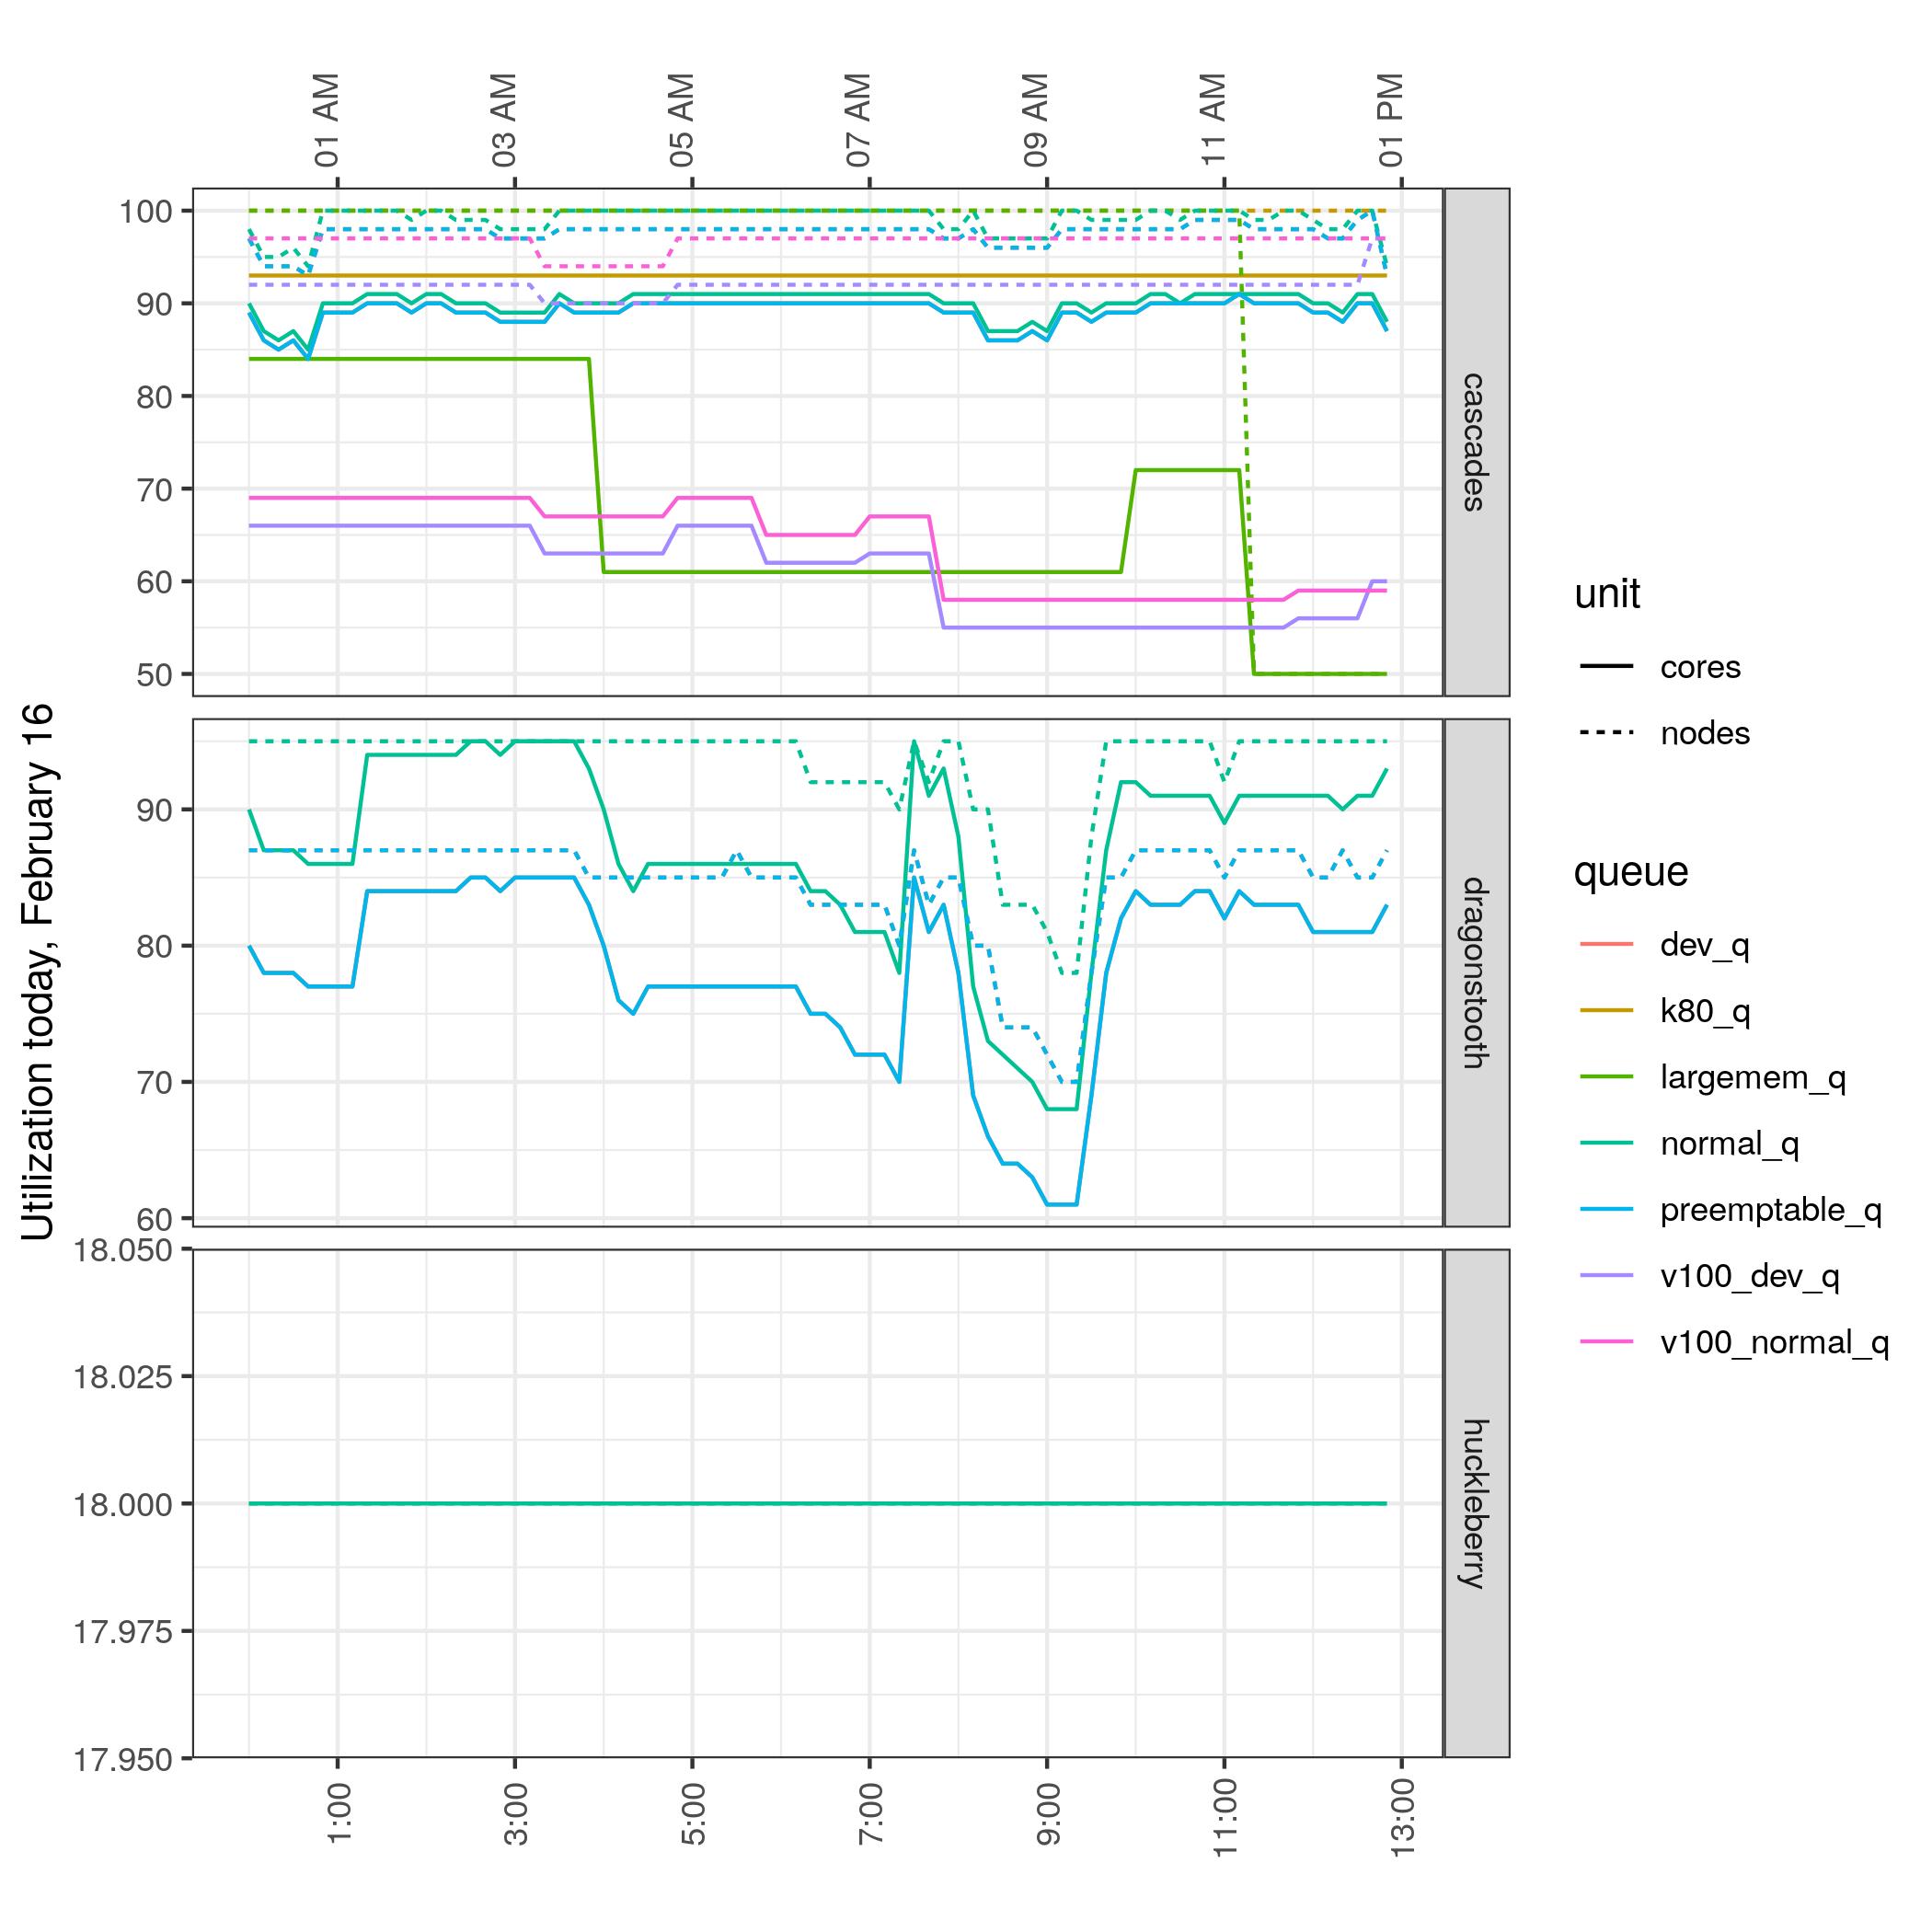 01 AM
03 AM
05 AM
07 AM
09 AM
11 AM
01 PM
Utilization today, February 16
100
90
80
70
60
50
cascades
90
80
70
60
dragonstooth
18.050
18.025
18.000
17.975
17.950
huckleberry
1:00
3:00
5:00
7:00
9:00
11:00
13:00
unit
cores
nodes
queue
dev_q
k80_q
largemem_q
normal_q
preemptable_q
v100_dev_q
v100_normal_q